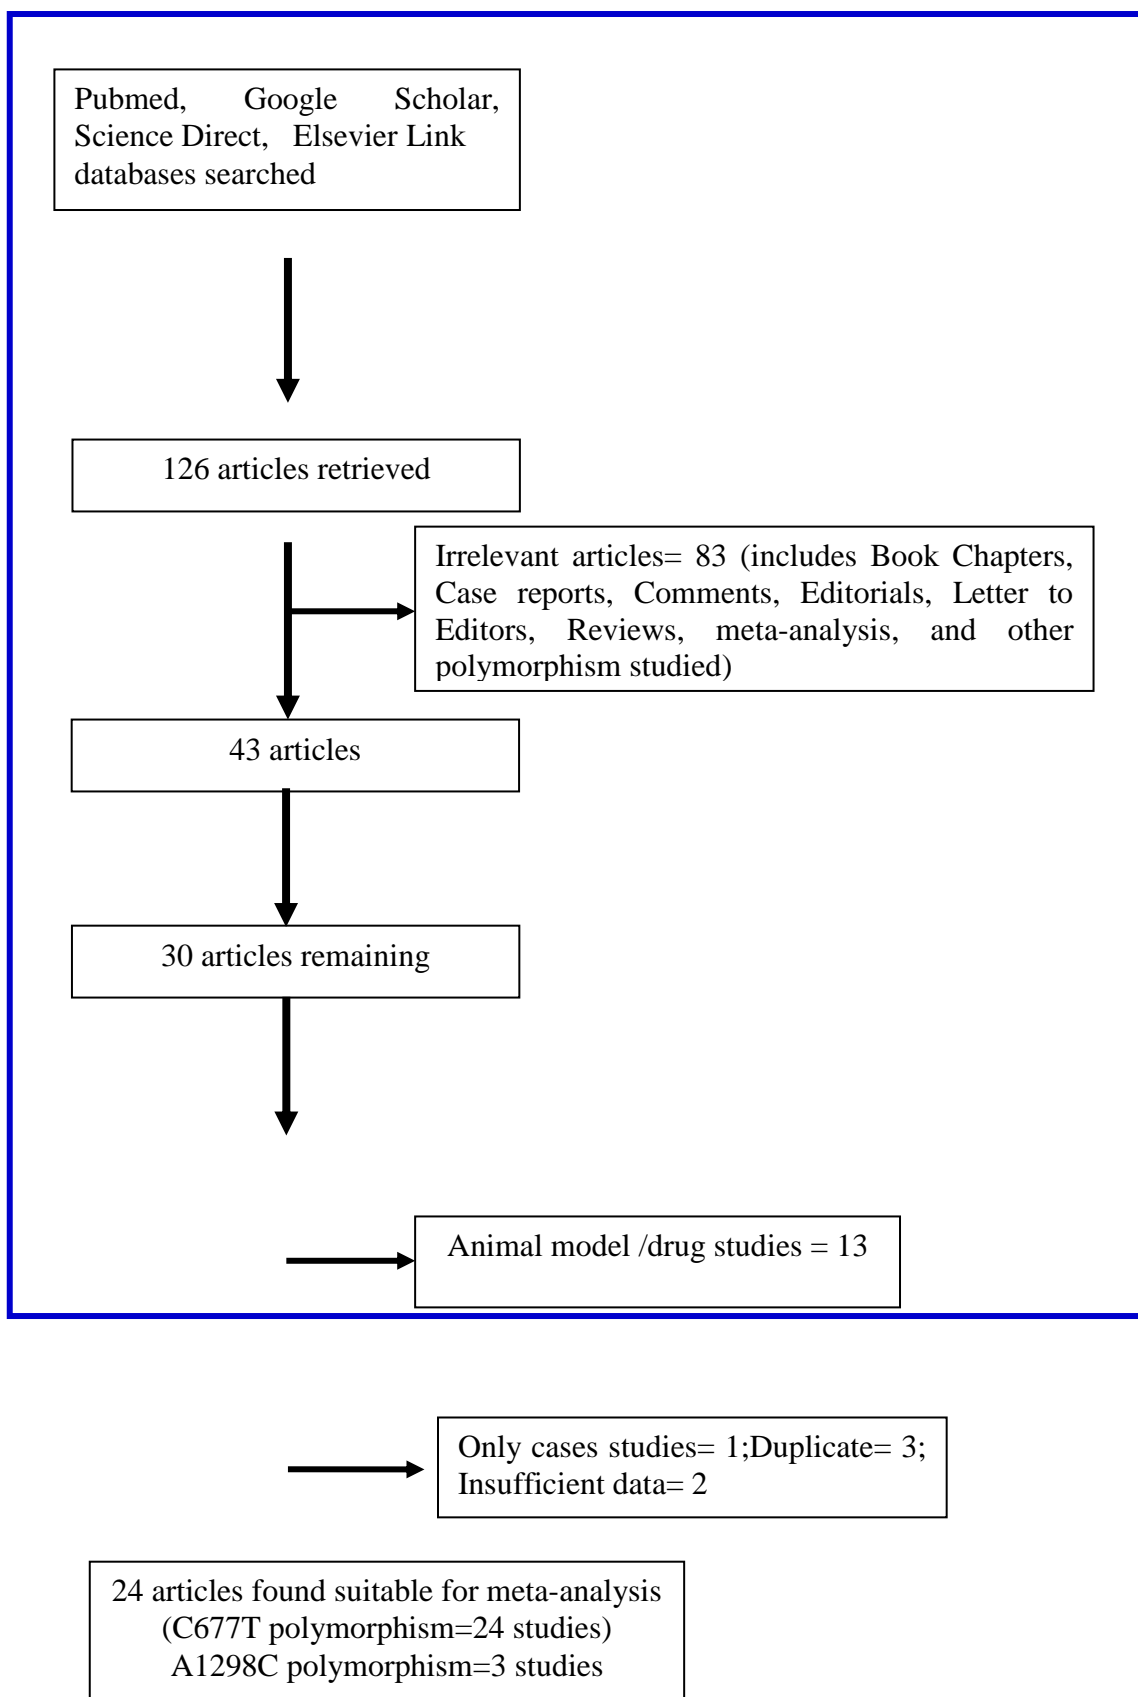 Pubmed, Google Scholar,
Science Direct, Elsevier Link
databases searched
126 articles retrieved
Irrelevant articles= 83 (includes Book Chapters,
Case reports, Comments, Editorials, Letter to
Editors, Reviews, meta-analysis, and other
polymorphism studied)
43 articles
30 articles remaining
Animal model /drug studies = 13
Only cases studies= 1;Duplicate= 3;
Insufficient data= 2
24 articles found suitable for meta-analysis
(C677T polymorphism=24 studies)
A1298C polymorphism=3 studies